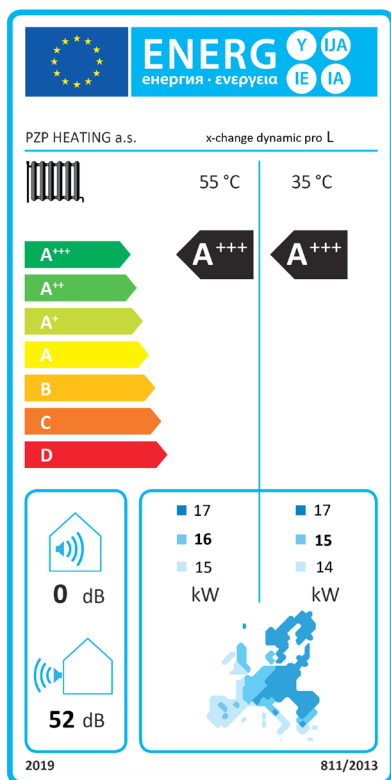 ENERG Y IJA
енергия · ενεργεια IE IA
PZP HEATING a.s. x-change dynamic pro L
55 °C 35 °C
A+++ A+++
A+++
A++
A+
A
B
C
D
17 17
16 15
15 14
kW kW
0 dB
52 dB
2019 811/2013